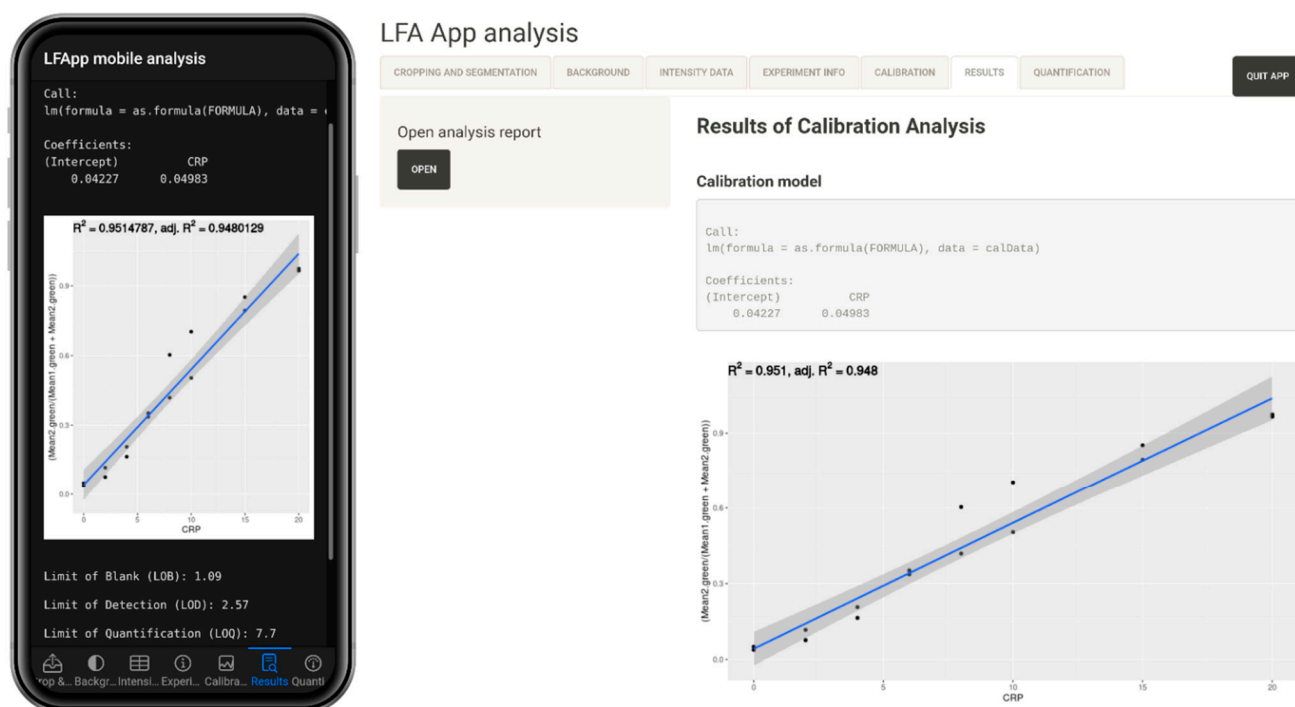 LFApp mobile analysis
Call:
lm(formula = as.formula(FORMULA), data =
Coefficients:
(Intercept) CRP
0.04227 0.04983
R² = 0.9514787, adj. R² = 0.9480129
(Mean2.green/(Mean1.green + Mean2.green))
0.9
0.6
0.3
0.0
0 5 10 15 20
CRP
Limit of Blank (LOB): 1.09
Limit of Detection (LOD): 2.57
Limit of Quantification (LOQ): 7.7
rop &... Backgr... Intensi... Experi... Calibra... Results Quanti
LFA App analysis
CROPPING AND SEGMENTATION BACKGROUND INTENSITY DATA EXPERIMENT INFO CALIBRATION RESULTS QUANTIFICATION
QUIT APP
Open analysis report
OPEN
Results of Calibration Analysis
Calibration model
Call:
lm(formula = as.formula(FORMULA), data = calData)
Coefficients:
(Intercept) CRP
0.04227 0.04983
R² = 0.951, adj. R² = 0.948
(Mean2.green/(Mean1.green + Mean2.green))
0.9
0.6
0.3
0.0
0 5 10 15 20
CRP